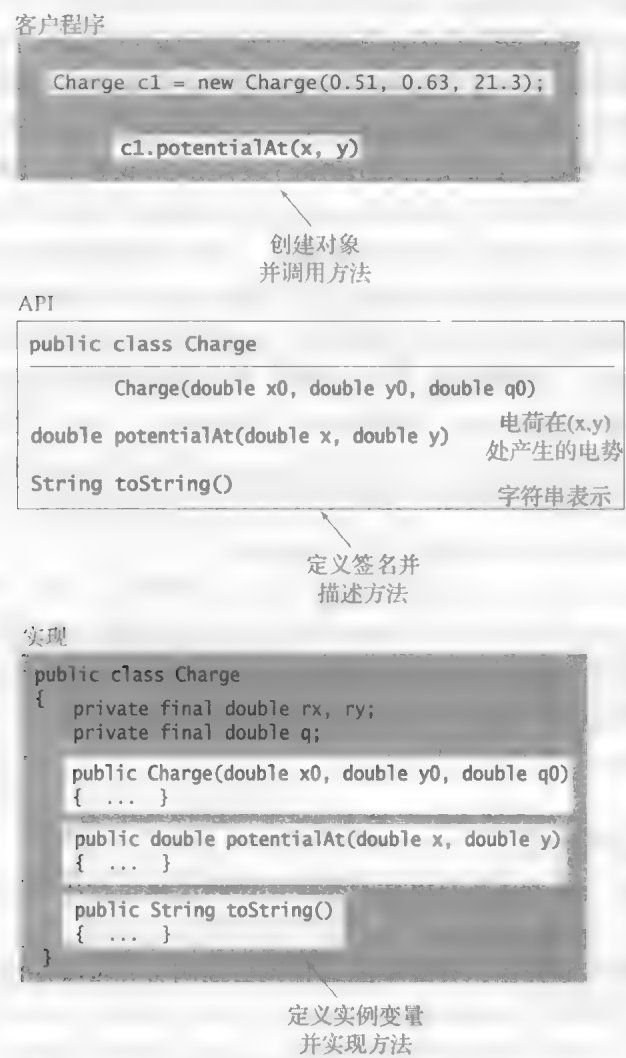 客户程序
Charge c1 = new Charge(0.51, 0.63, 21.3);
c1.potentialAt(x, y)
创建对象
并调用方法
API
public class Charge
Charge(double x0, double y0, double q0)
double potentialAt(double x, double y)
电荷在(x,y)
处产生的电势
String toString()
字符串表示
定义签名并
描述方法
实现
public class Charge
{
private final double rx, ry;
private final double q;
public Charge(double x0, double y0, double q0)
{ ... }
public double potentialAt(double x, double y)
{ ... }
public String toString()
{ ... }
}
定义实例变量
并实现方法